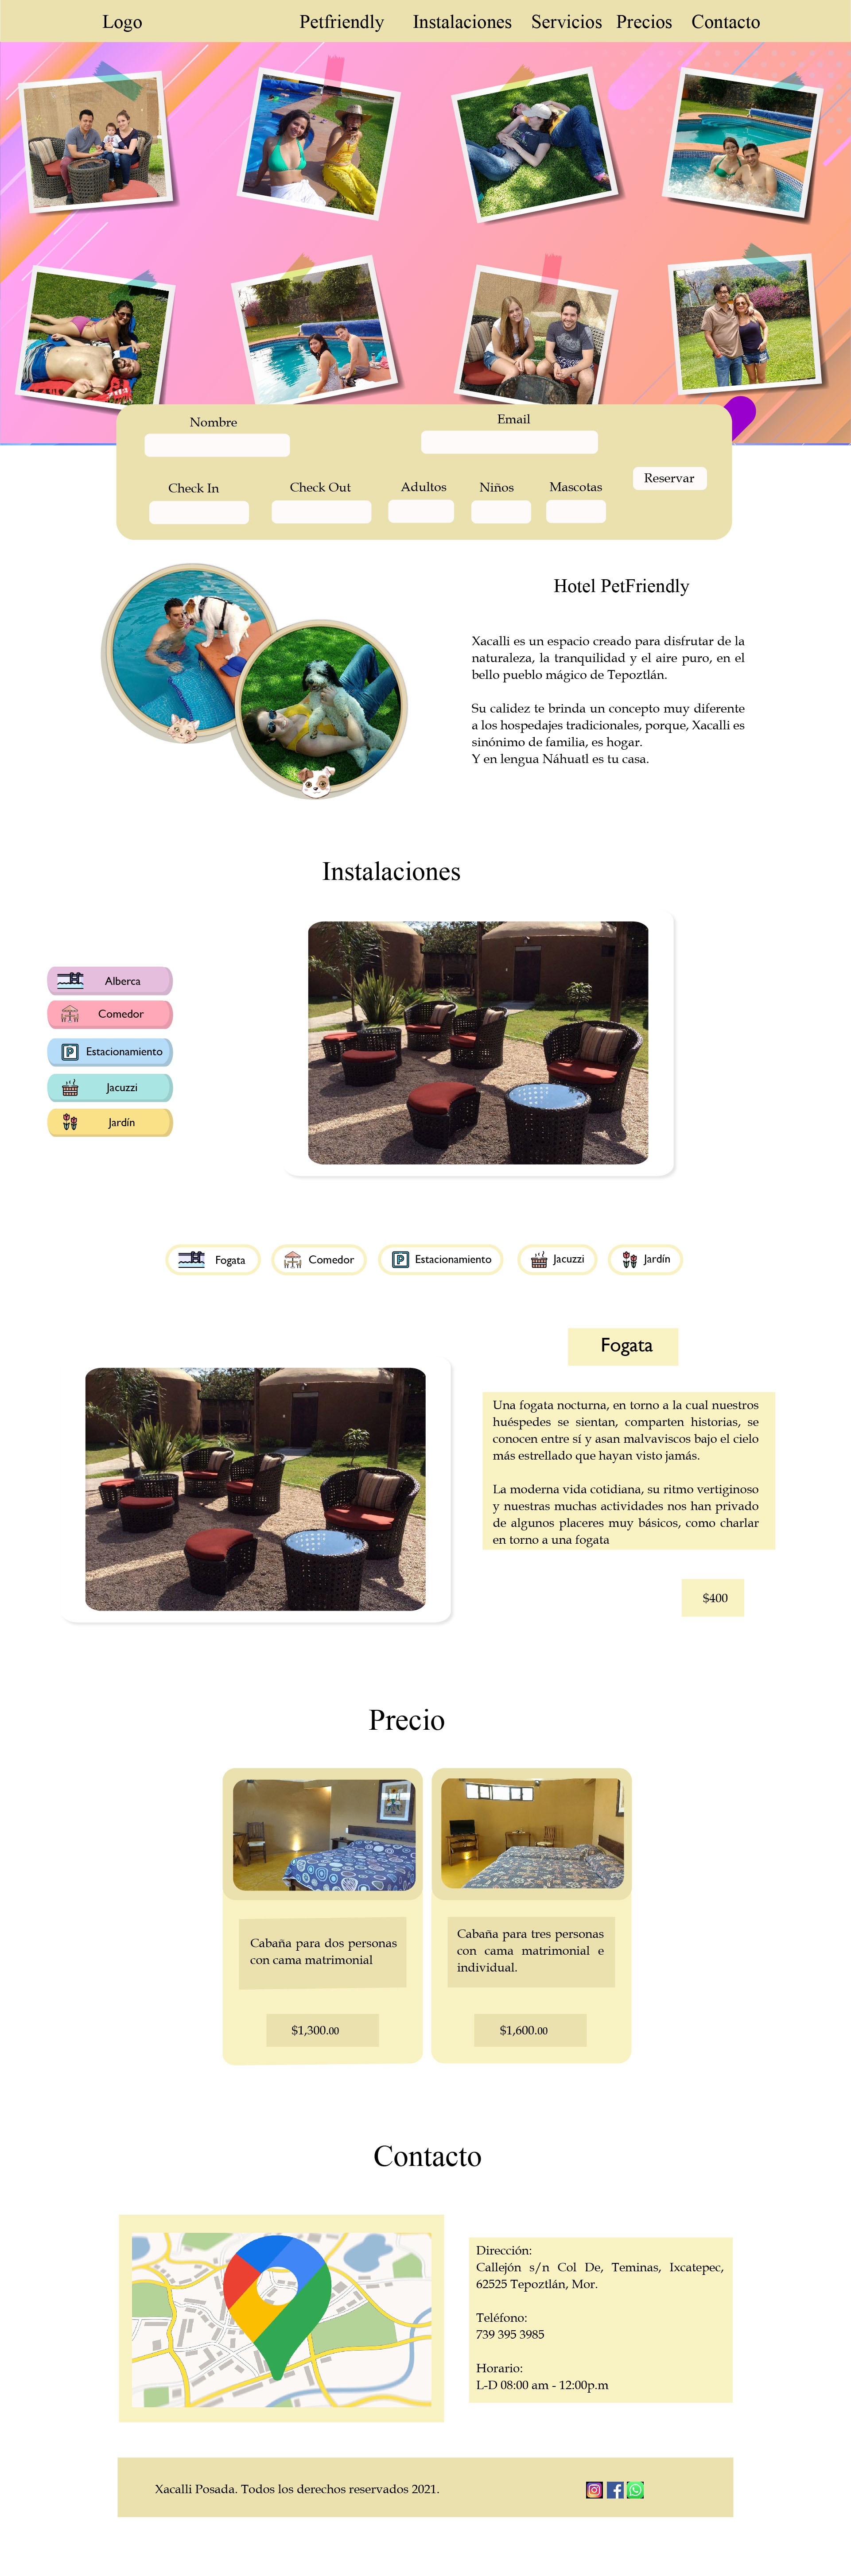 Logo
Petfriendly Instalaciones Servicios Precios Contacto
Nombre
Email
Check In
Check Out
Adultos
Niños
Mascotas
Reservar
Hotel PetFriendly
Xacalli es un espacio creado para disfrutar de la
naturaleza, la tranquilidad y el aire puro, en el
bello pueblo mágico de Tepoztlán.
Su calidez te brinda un concepto muy diferente
a los hospedajes tradicionales, porque, Xacalli es
sinónimo de familia, es hogar.
Y en lengua Náhuatl es tu casa.
Instalaciones
Alberca
Comedor
P Estacionamiento
Jacuzzi
Jardín
Fogata
Comedor
P Estacionamiento
Jacuzzi
Jardín
Fogata
Una fogata nocturna, en torno a la cual nuestros
huéspedes se sientan, comparten historias, se
conocen entre sí y asan malvaviscos bajo el cielo
más estrellado que hayan visto jamás.
La moderna vida cotidiana, su ritmo vertiginoso
y nuestras muchas actividades nos han privado
de algunos placeres muy básicos, como charlar
en torno a una fogata
$400
Precio
Cabaña para dos personas
con cama matrimonial
$1,300.00
Cabaña para tres personas
con cama matrimonial e
individual.
$1,600.00
Contacto
Dirección:
Callejón s/n Col De, Teminas, Ixcatepec,
62525 Tepoztlán, Mor.
Teléfono:
739 395 3985
Horario:
L-D 08:00 am - 12:00p.m
Xacalli Posada. Todos los derechos reservados 2021.